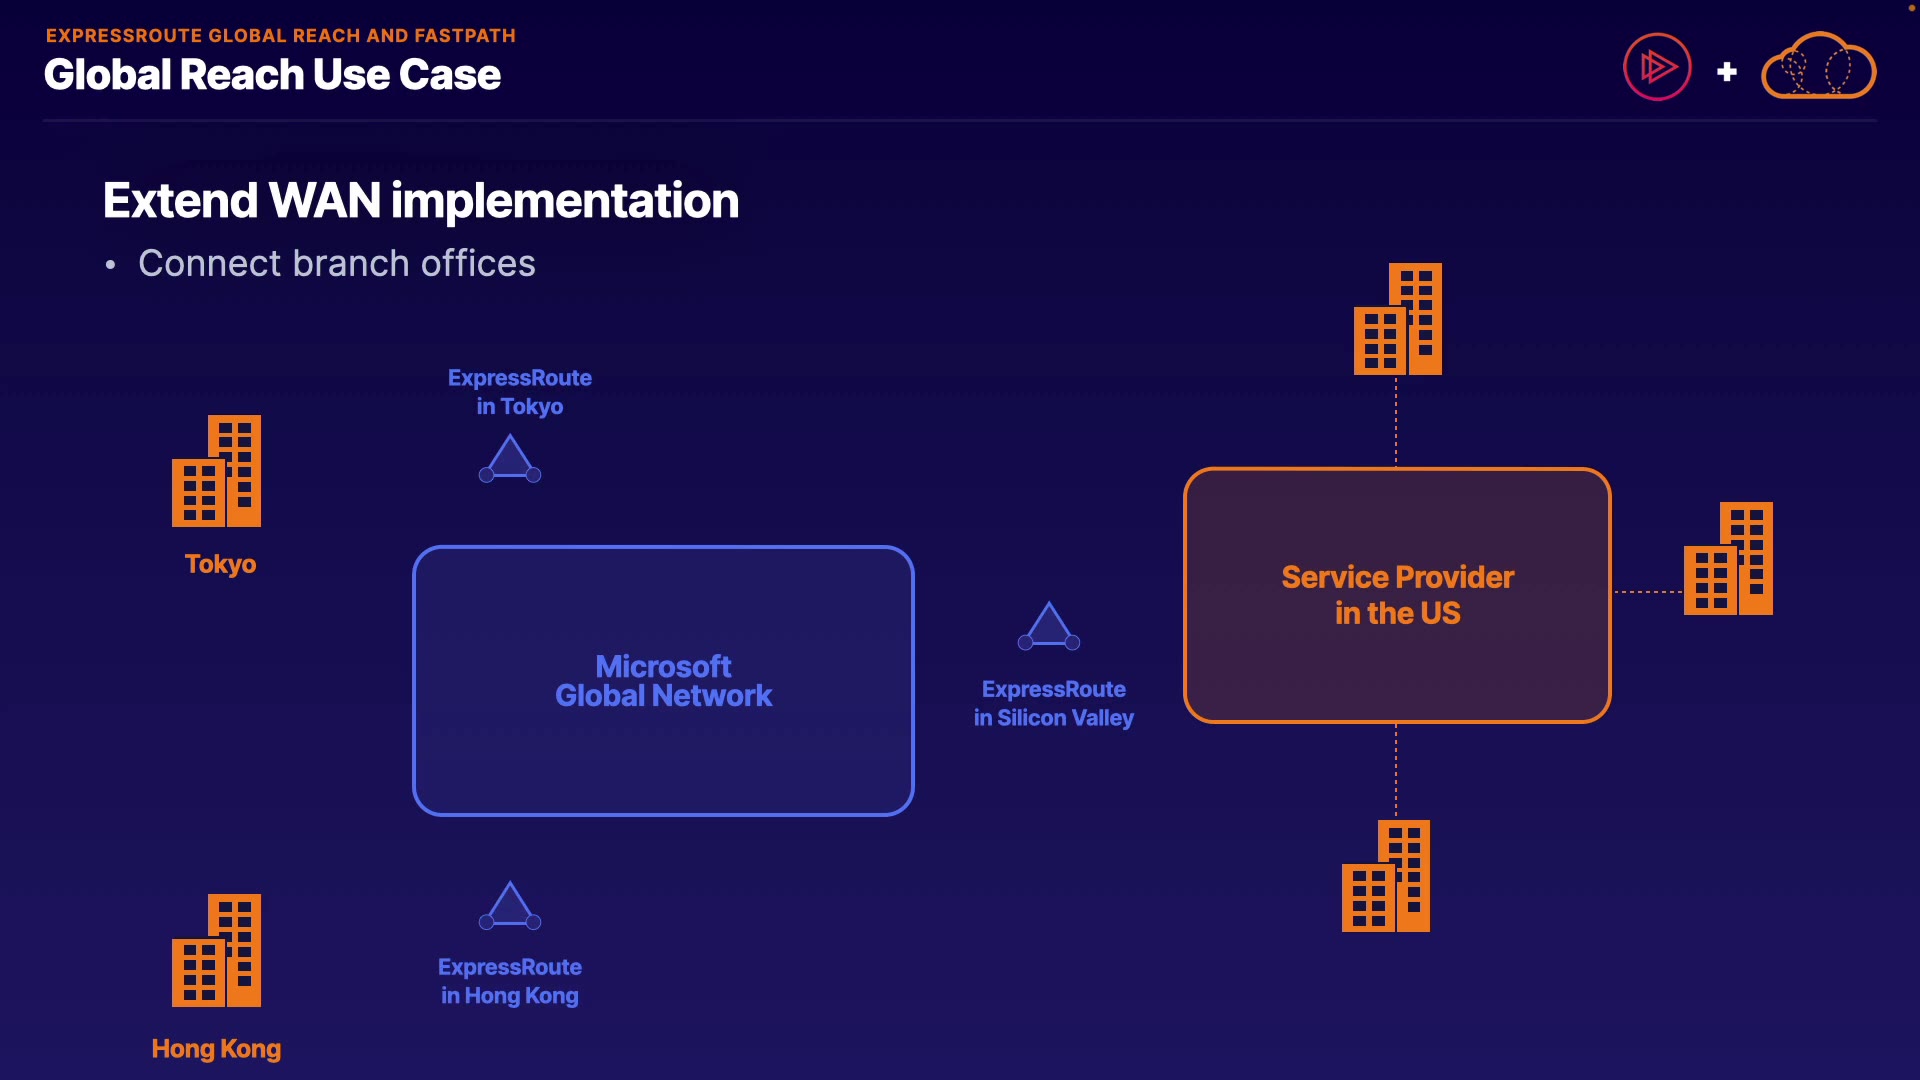 EXPRESSROUTE GLOBAL REACH AND FASTPATH
Global Reach Use Case
Extend WAN implementation
• Connect branch offices
ExpressRoute
in Tokyo
Tokyo
Microsoft
Global Network
ExpressRoute
in Silicon Valley
Service Provider
in the US
ExpressRoute
in Hong Kong
Hong Kong